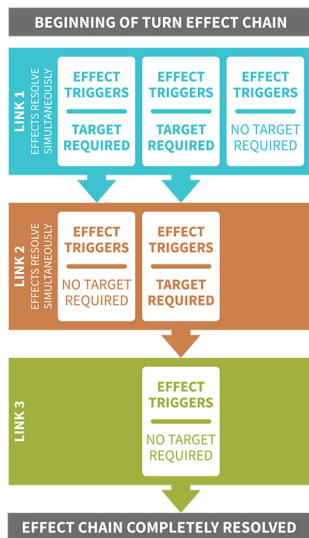 BEGINNING OF TURN EFFECT CHAIN
LINK 1
EFFECTS RESOLVE
SIMULTANEOUSLY
EFFECT
TRIGGERS
TARGET
REQUIRED
EFFECT
TRIGGERS
TARGET
REQUIRED
EFFECT
TRIGGERS
NO TARGET
REQUIRED
LINK 2
EFFECTS RESOLVE
SIMULTANEOUSLY
EFFECT
TRIGGERS
NO TARGET
REQUIRED
EFFECT
TRIGGERS
TARGET
REQUIRED
LINK 3
EFFECT
TRIGGERS
NO TARGET
REQUIRED
EFFECT CHAIN COMPLETELY RESOLVED